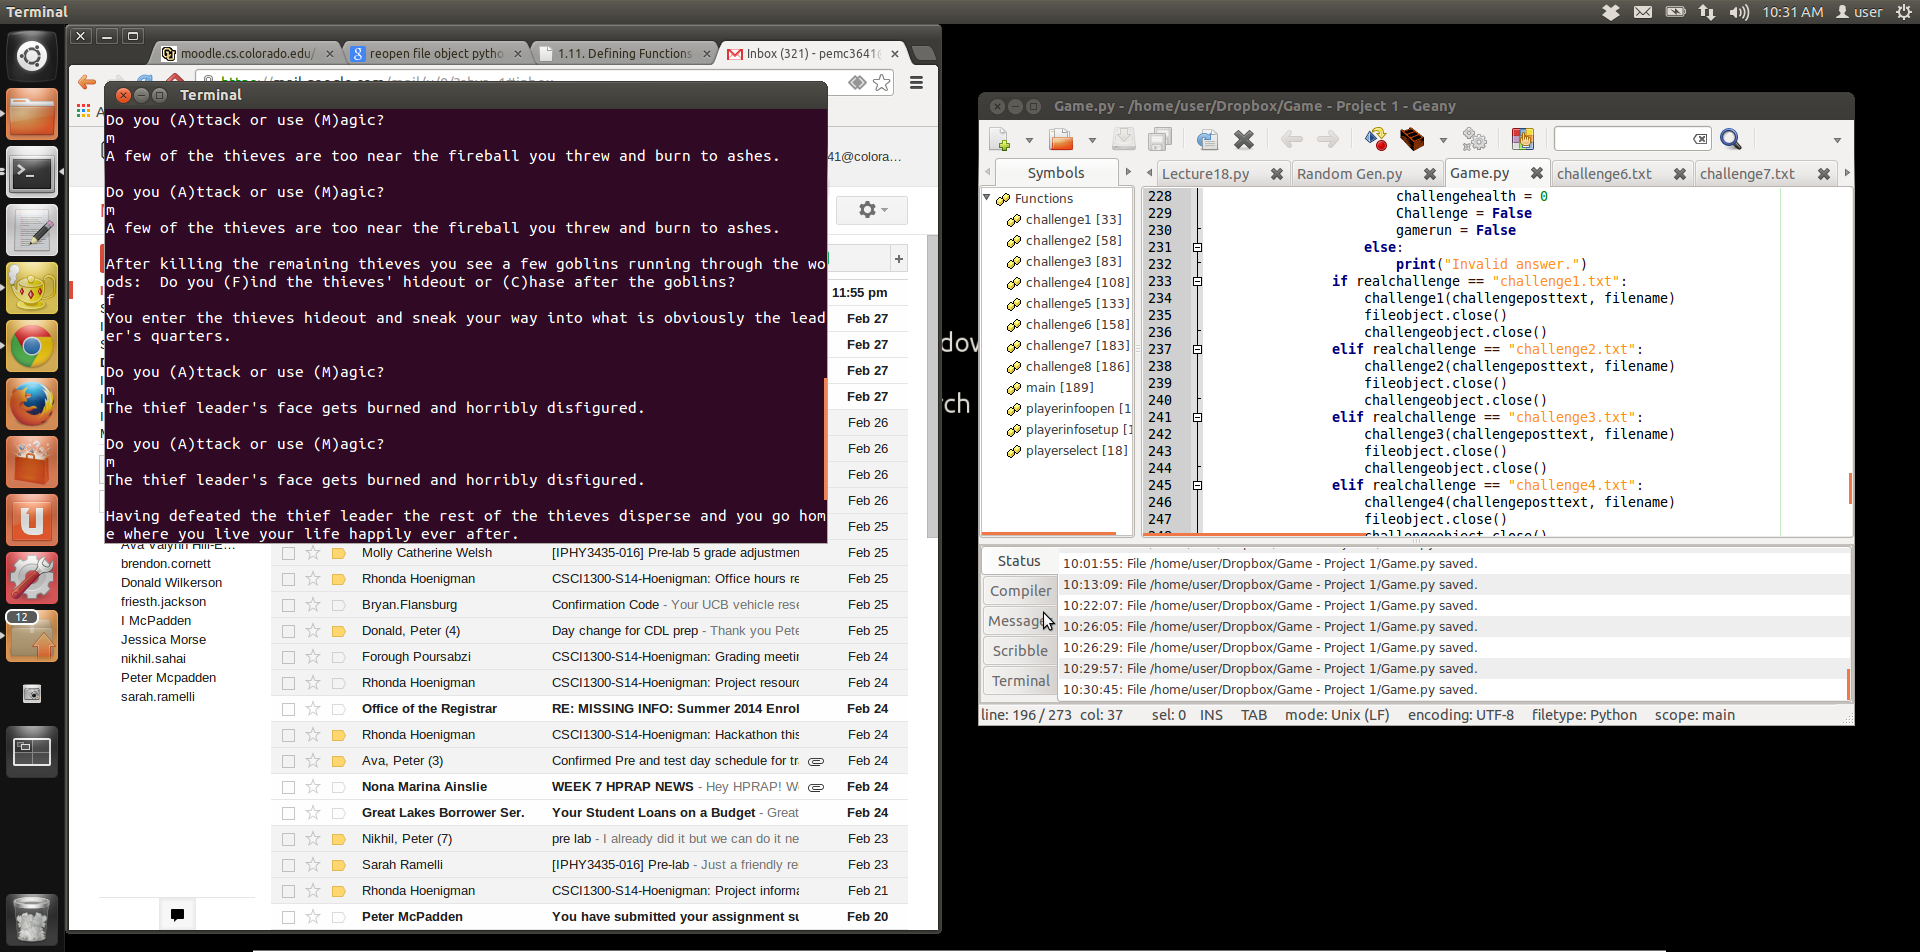 Terminal
10:31 AM
user
moodle.cs.colorado.edu/
reopen file object pytho
1.11. Defining Functions
Inbox (321) - pemc3641
Terminal
Do you (A)ttack or use (M)agic?
m
A few of the thieves are too near the fireball you threw and burn to ashes.
Do you (A)ttack or use (M)agic?
m
A few of the thieves are too near the fireball you threw and burn to ashes.
After killing the remaining thieves you see a few goblins running through the wo
ods:  Do you (F)ind the thieves' hideout or (C)hase after the goblins?
f
You enter the thieves hideout and sneak your way into what is obviously the lead
er's quarters.
Do you (A)ttack or use (M)agic?
m
The thief leader's face gets burned and horribly disfigured.
Do you (A)ttack or use (M)agic?
m
The thief leader's face gets burned and horribly disfigured.
Having defeated the thief leader the rest of the thieves disperse and you go hom
e where you live your life happily ever after.
41@colora...
11:55 pm
Feb 27
Feb 27
Feb 27
Feb 27
Feb 26
Feb 26
Feb 26
Feb 26
Feb 25
Molly Catherine Welsh [IPHY3435-016] Pre-lab 5 grade adjustmen Feb 25
Rhonda Hoenigman CSCI1300-S14-Hoenigman: Office hours re Feb 25
Bryan.Flansburg Confirmation Code - Your UCB vehicle rese Feb 25
Donald, Peter (4) Day change for CDL prep - Thank you Pete Feb 25
Forough Poursabzi CSCI1300-S14-Hoenigman: Grading meetin Feb 24
Rhonda Hoenigman CSCI1300-S14-Hoenigman: Project resourc Feb 24
Office of the Registrar RE: MISSING INFO: Summer 2014 Enrol Feb 24
Rhonda Hoenigman CSCI1300-S14-Hoenigman: Hackathon this Feb 24
Ava, Peter (3) Confirmed Pre and test day schedule for tr Feb 24
Nona Marina Ainslie WEEK 7 HPRAP NEWS - Hey HPRAP! W Feb 24
Great Lakes Borrower Ser. Your Student Loans on a Budget - Great Feb 24
Nikhil, Peter (7) pre lab - I already did it but we can do it ne Feb 23
Sarah Ramelli [IPHY3435-016] Pre-lab - Just a friendly re Feb 23
Rhonda Hoenigman CSCI1300-S14-Hoenigman: Project informa Feb 21
Peter McPadden You have submitted your assignment su Feb 20
brendon.cornett
Donald Wilkerson
friesth.jackson
I McPadden
Jessica Morse
nikhil.sahai
Peter Mcpadden
sarah.ramelli
12
Game.py - /home/user/Dropbox/Game - Project 1 - Geany
Symbols
Lecture18.py
Random Gen.py
Game.py
challenge6.txt
challenge7.txt
Functions
challenge1 [33]
challenge2 [58]
challenge3 [83]
challenge4 [108]
challenge5 [133]
challenge6 [158]
challenge7 [183]
challenge8 [186]
main [189]
playerinfoopen [1
playerinfosetup [1
playerselect [18]
228 challengehealth = 0
229 Challenge = False
230 gamerun = False
231 else:
232 print("Invalid answer.")
233 if realchallenge == "challenge1.txt":
234 challenge1(challengeposttext, filename)
235 fileobject.close()
236 challengeobject.close()
237 elif realchallenge == "challenge2.txt":
238 challenge2(challengeposttext, filename)
239 fileobject.close()
240 challengeobject.close()
241 elif realchallenge == "challenge3.txt":
242 challenge3(challengeposttext, filename)
243 fileobject.close()
244 challengeobject.close()
245 elif realchallenge == "challenge4.txt":
246 challenge4(challengeposttext, filename)
247 fileobject.close()
Status
Compiler
Message
Scribble
Terminal
10:01:55: File /home/user/Dropbox/Game - Project 1/Game.py saved.
10:13:09: File /home/user/Dropbox/Game - Project 1/Game.py saved.
10:22:07: File /home/user/Dropbox/Game - Project 1/Game.py saved.
10:26:05: File /home/user/Dropbox/Game - Project 1/Game.py saved.
10:26:29: File /home/user/Dropbox/Game - Project 1/Game.py saved.
10:29:57: File /home/user/Dropbox/Game - Project 1/Game.py saved.
10:30:45: File /home/user/Dropbox/Game - Project 1/Game.py saved.
line: 196 / 273 col: 37 sel: 0 INS TAB mode: Unix (LF) encoding: UTF-8 filetype: Python scope: main